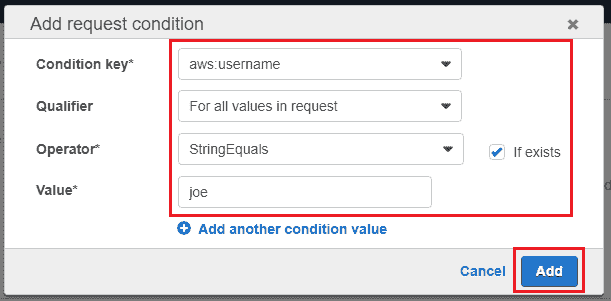 Add request condition ×
Condition key* aws:username
Qualifier For all values in request
Operator* StringEquals If exists
Value* joe
Add another condition value
Cancel Add